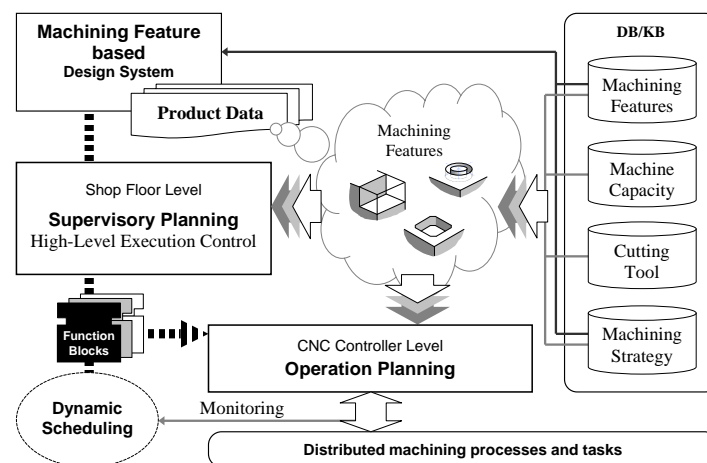 Machining Feature
based
Design System
Product Data
Machining
Features
DB/KB
Machining
Features
Machine
Capacity
Cutting
Tool
Machining
Strategy
Shop Floor Level
Supervisory Planning
High-Level Execution Control
Function
Blocks
CNC Controller Level
Operation Planning
Dynamic
Scheduling
Monitoring
Distributed machining processes and tasks